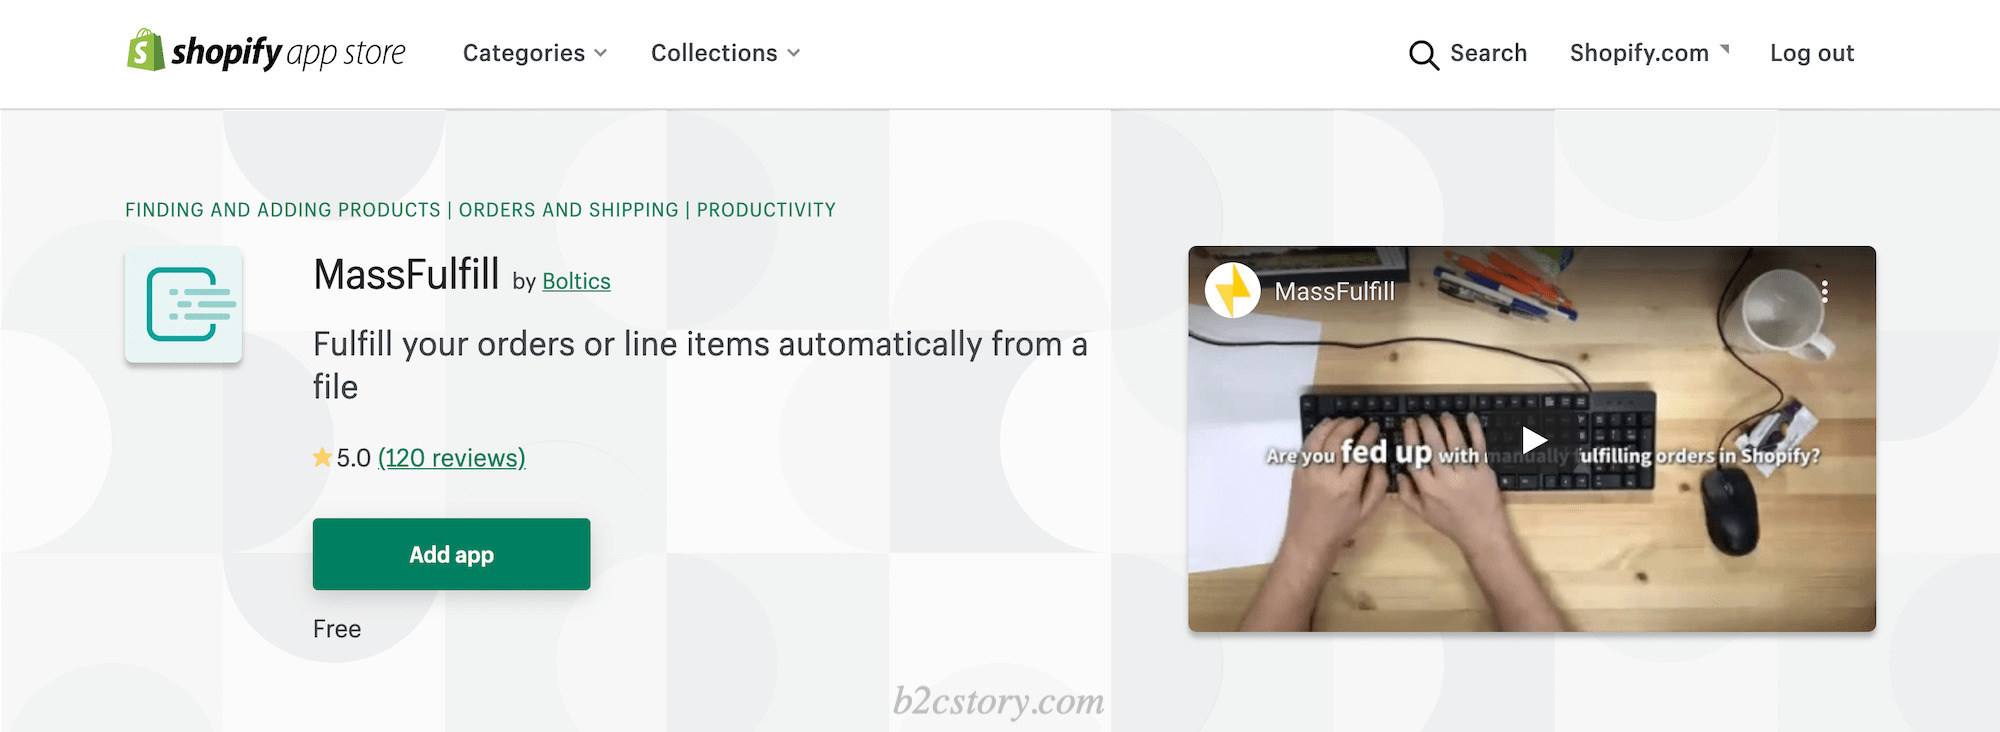 shopify app store
Categories
Collections
Search
Shopify.com
Log out
FINDING AND ADDING PRODUCTS | ORDERS AND SHIPPING | PRODUCTIVITY
MassFulfill by Boltics
Fulfill your orders or line items automatically from a
file
5.0 (120 reviews)
Add app
Free
MassFulfill
Are you fed up with manually fulfilling orders in Shopify?
b2cstory.com